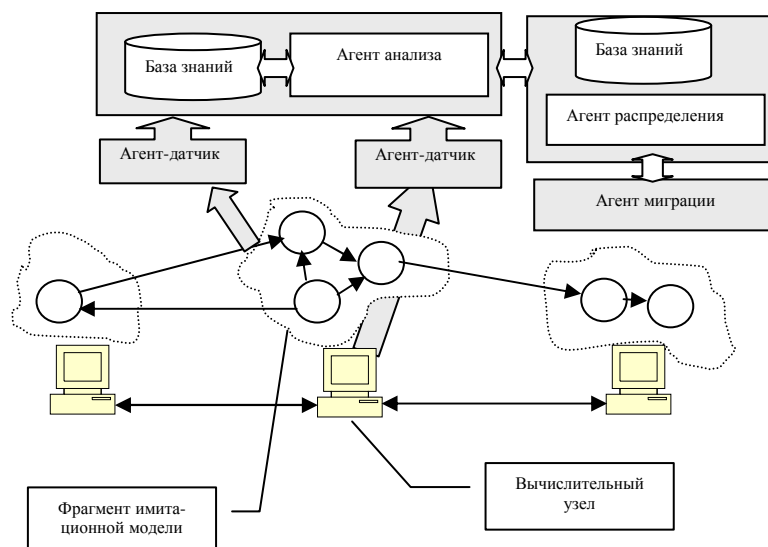 База знаний
Агент анализа
База знаний
Агент распределения
Агент-датчик
Агент-датчик
Агент миграции
Фрагмент имита-
ционной модели
Вычислительный
узел